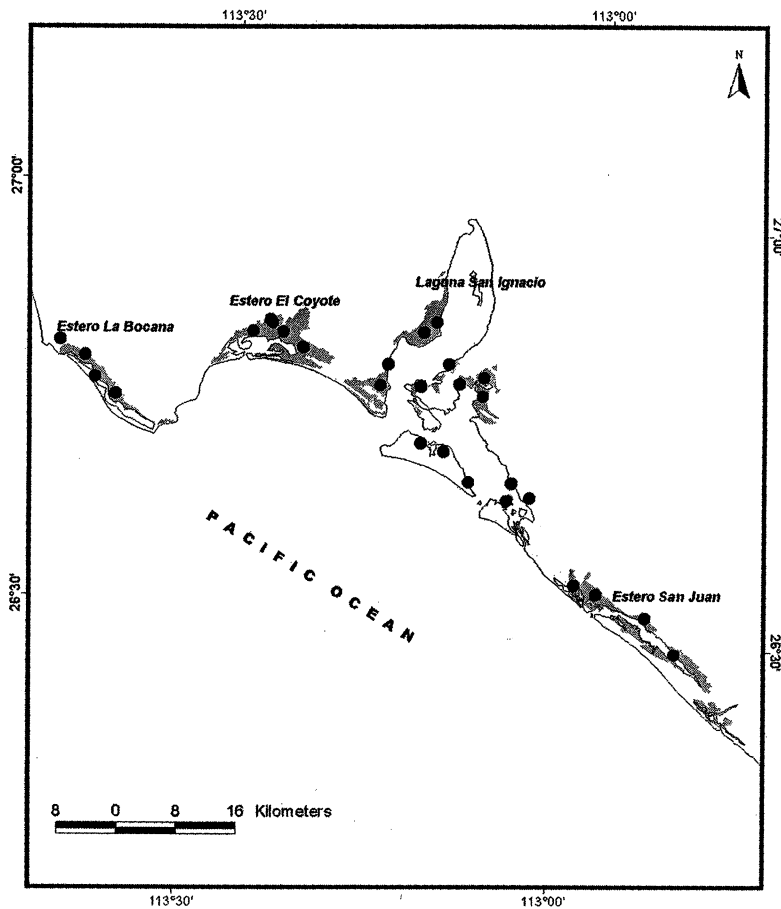 113°30' 113°00'
N
27°00'
27°00'
Laguna San Ignacio
Estero El Coyote
Estero La Bocana
PACIFIC OCEAN
26°30'
Estero San Juan
26°30'
8 0 8 16 Kilometers
113°30' 113°00'